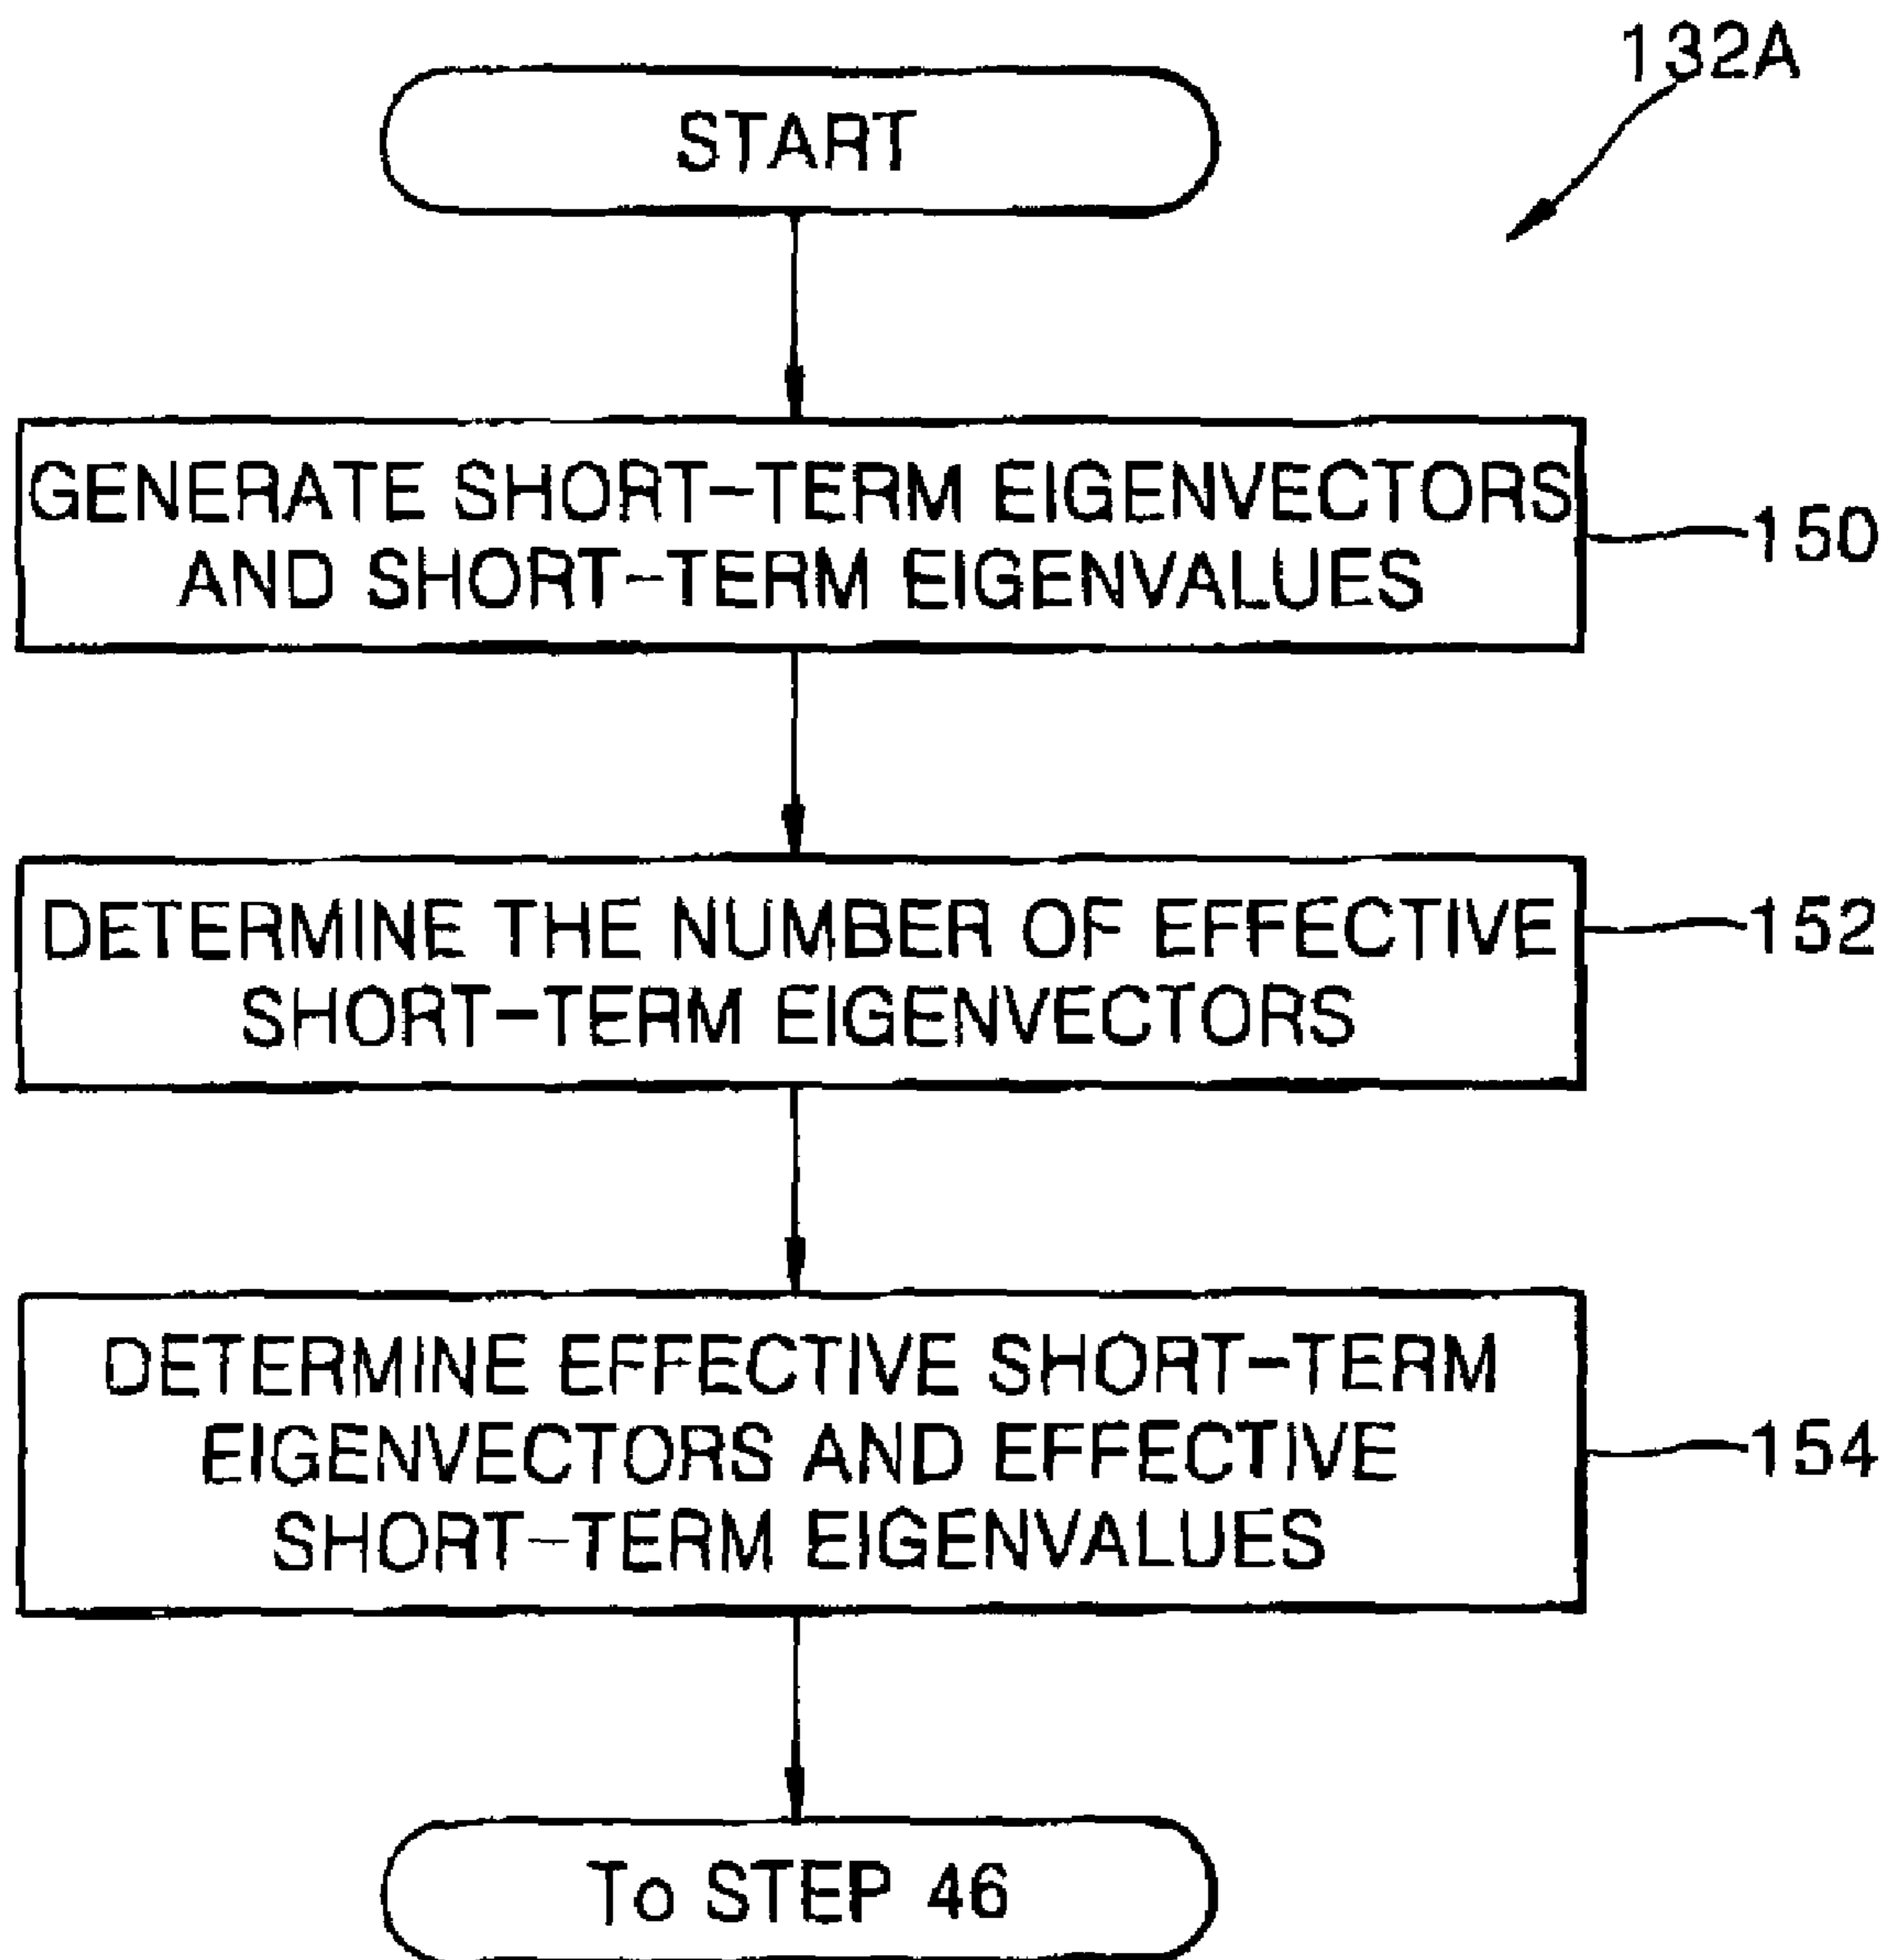 132A
START
GENERATE SHORT-TERM EIGENVECTORS
AND SHORT-TERM EIGENVALUES
150
DETERMINE THE NUMBER OF EFFECTIVE
SHORT-TERM EIGENVECTORS
152
DETERMINE EFFECTIVE SHORT-TERM
EIGENVECTORS AND EFFECTIVE
SHORT-TERM EIGENVALUES
154
To STEP 46